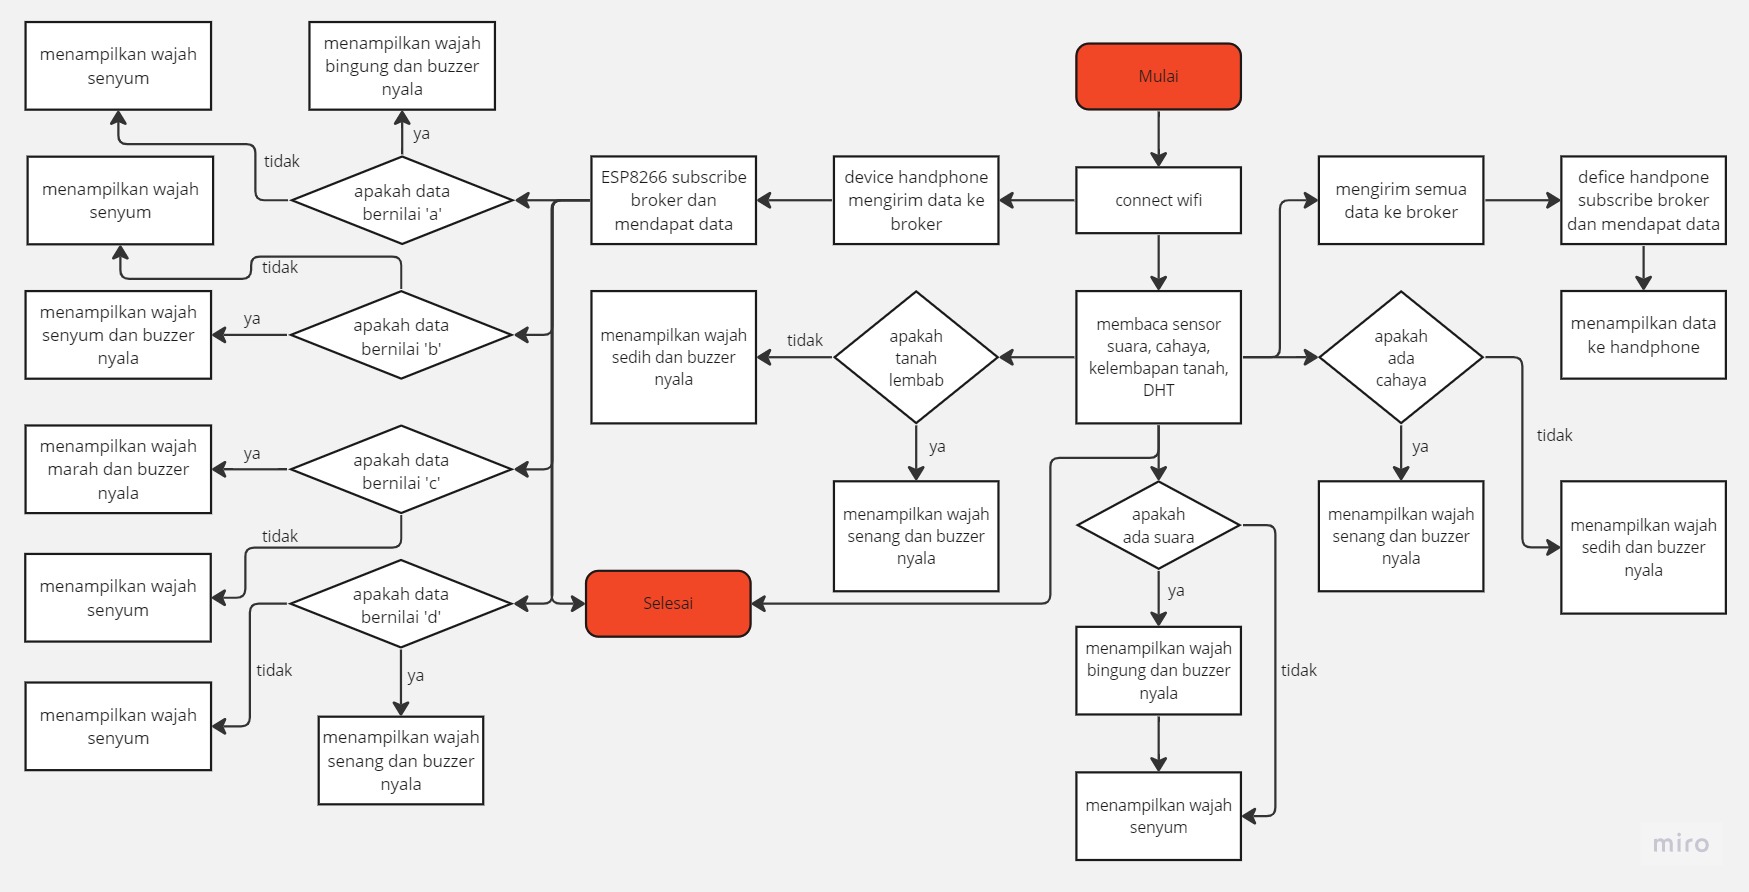 menampilkan wajah
senyum
menampilkan wajah
bingung dan buzzer
nyala
Mulai
ya
tidak
menampilkan wajah
senyum
apakah data
bernilai 'a'
ESP8266 subscribe
broker dan
mendapat data
device handphone
mengirim data ke
broker
connect wifi
mengirim semua
data ke broker
defice handpone
subscribe broker
dan mendapat data
tidak
menampilkan wajah
senyum dan buzzer
nyala
ya
apakah data
bernilai 'b'
menampilkan wajah
sedih dan buzzer
nyala
tidak
apakah
tanah
lembab
membaca sensor
suara, cahaya,
kelembapan tanah,
DHT
apakah
ada
cahaya
menampilkan data
ke handphone
menampilkan wajah
marah dan buzzer
nyala
ya
apakah data
bernilai 'c'
ya
ya
tidak
tidak
menampilkan wajah
senang dan buzzer
nyala
apakah
ada suara
menampilkan wajah
senang dan buzzer
nyala
menampilkan wajah
sedih dan buzzer
nyala
menampilkan wajah
senyum
apakah data
bernilai 'd'
Selesai
ya
tidak
ya
menampilkan wajah
bingung dan buzzer
nyala
tidak
menampilkan wajah
senyum
menampilkan wajah
senang dan buzzer
nyala
menampilkan wajah
senyum
miro